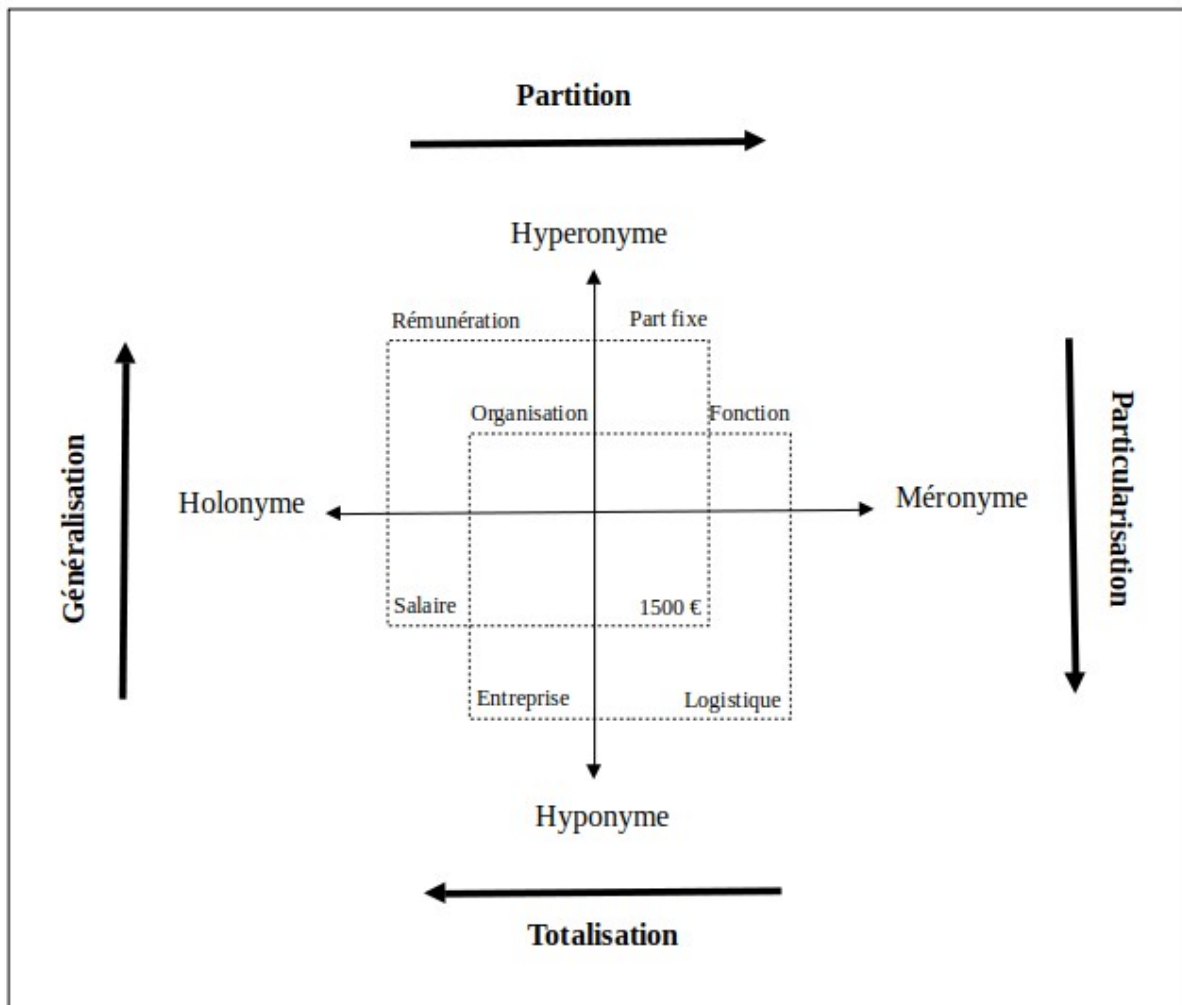 Partition
Hyperonyme
Rémunération
Part fixe
Organisation
Fonction
Généralisation
Holonyme
Méronyme
Particularisation
Salaire
1500 €
Entreprise
Logistique
Hyponyme
Totalisation